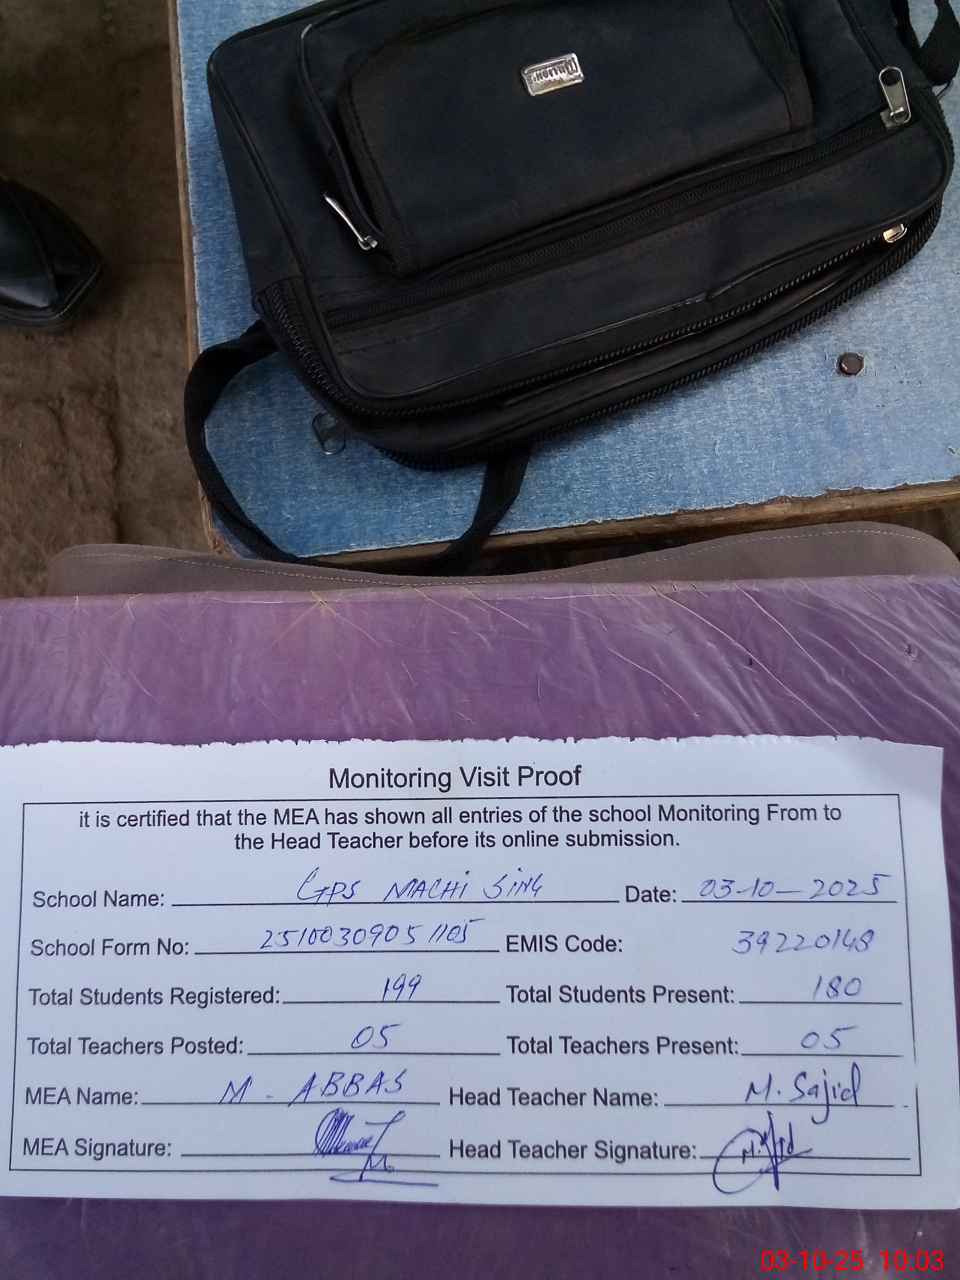 Monitoring Visit Proof
it is certified that the MEA has shown all entries of the school Monitoring From to
the Head Teacher before its online submission.
School Name: GPS MACHI SING Date: 03-10-2025
School Form No: 25100309051105 EMIS Code: 39220148
Total Students Registered: 199 Total Students Present: 180
Total Teachers Posted: 05 Total Teachers Present: 05
MEA Name: M. ABBAS Head Teacher Name: M. Sajid
MEA Signature: Head Teacher Signature:
03-10-25 10:03